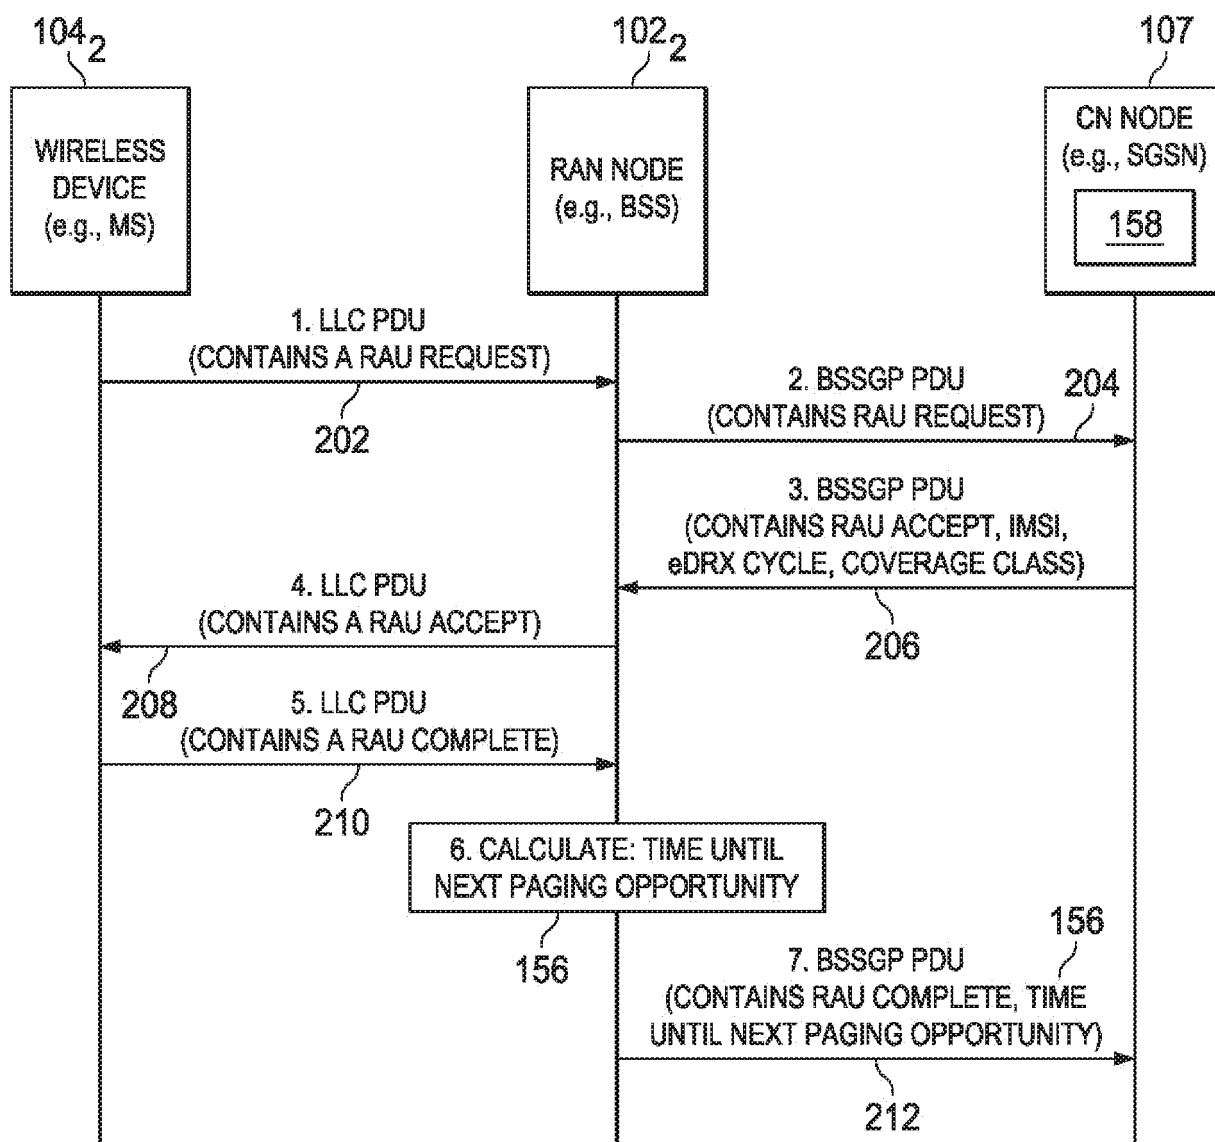 104₂
102₂
107
WIRELESS
DEVICE
(e.g., MS)
RAN NODE
(e.g., BSS)
CN NODE
(e.g., SGSN)
158
1. LLC PDU
(CONTAINS A RAU REQUEST)
202
2. BSSGP PDU
(CONTAINS RAU REQUEST)
204
3. BSSGP PDU
(CONTAINS RAU ACCEPT, IMSI,
eDRX CYCLE, COVERAGE CLASS)
206
4. LLC PDU
(CONTAINS A RAU ACCEPT)
208
5. LLC PDU
(CONTAINS A RAU COMPLETE)
210
6. CALCULATE: TIME UNTIL
NEXT PAGING OPPORTUNITY
156
7. BSSGP PDU
156
(CONTAINS RAU COMPLETE, TIME
UNTIL NEXT PAGING OPPORTUNITY)
212